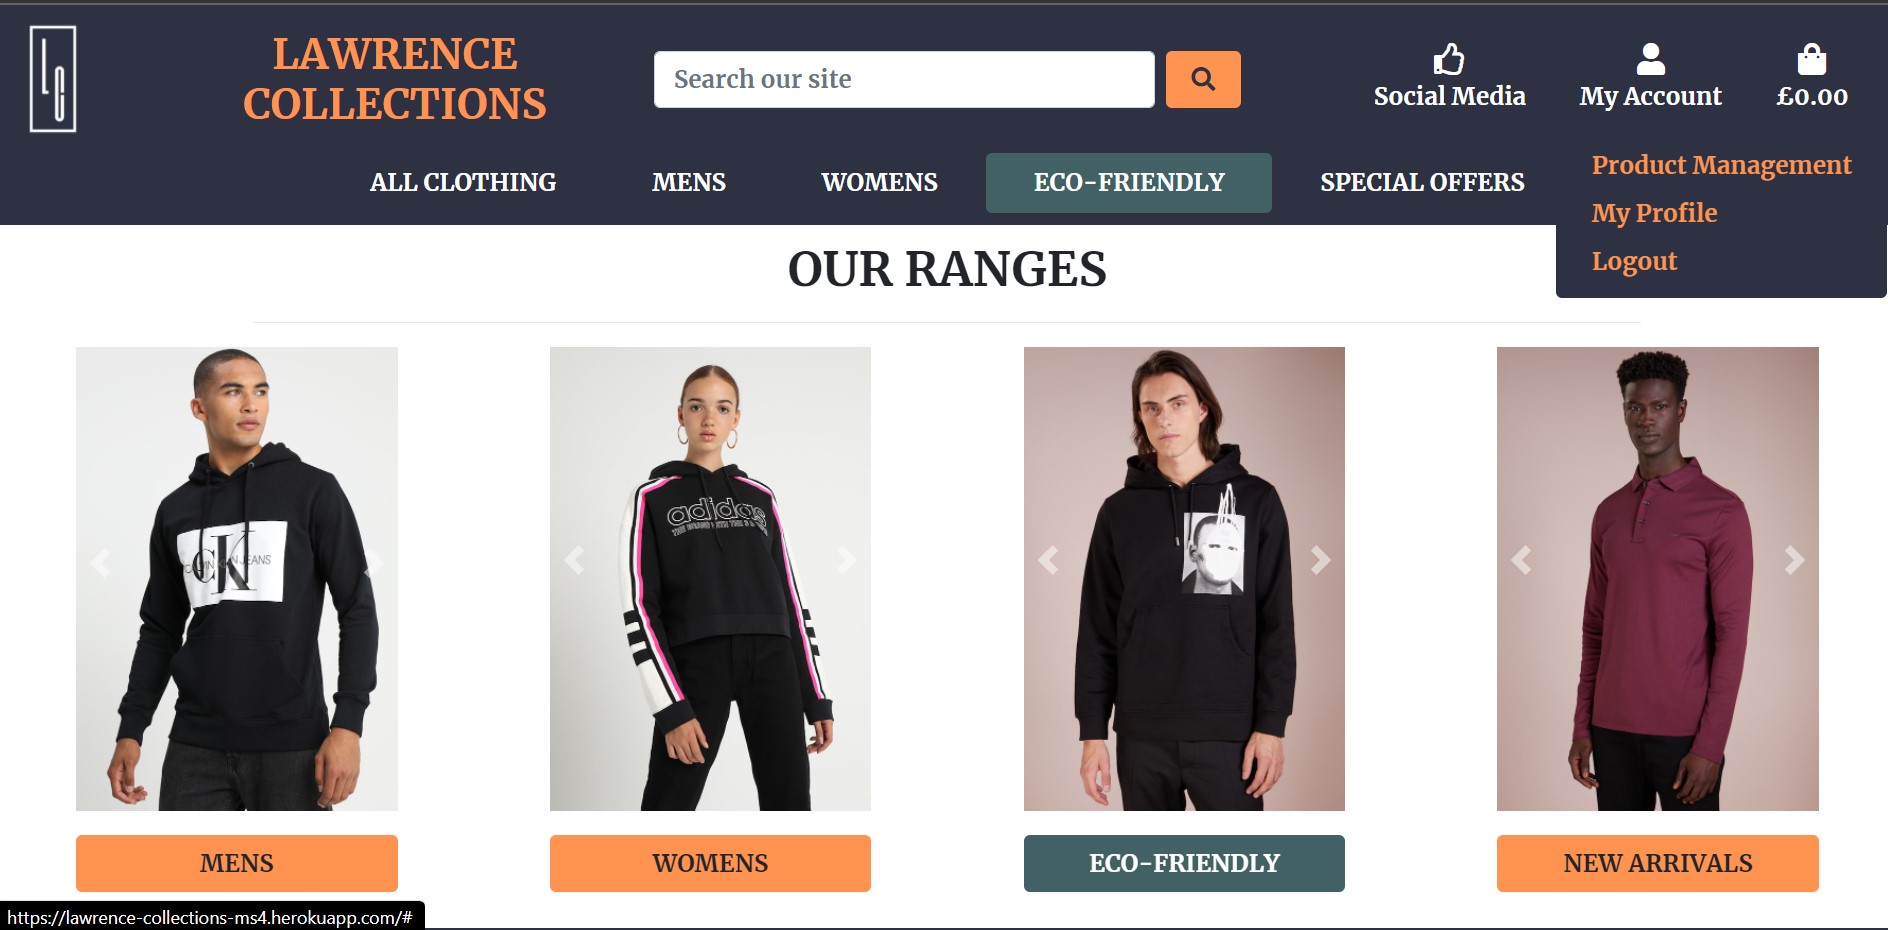 LAWRENCE
COLLECTIONS
Search our site
Social Media
My Account
£0.00
ALL CLOTHING
MENS
WOMENS
ECO-FRIENDLY
SPECIAL OFFERS
Product Management
My Profile
Logout
OUR RANGES
CK
adidas
MENS
WOMENS
ECO-FRIENDLY
NEW ARRIVALS
https://lawrence-collections-ms4.herokuapp.com/#